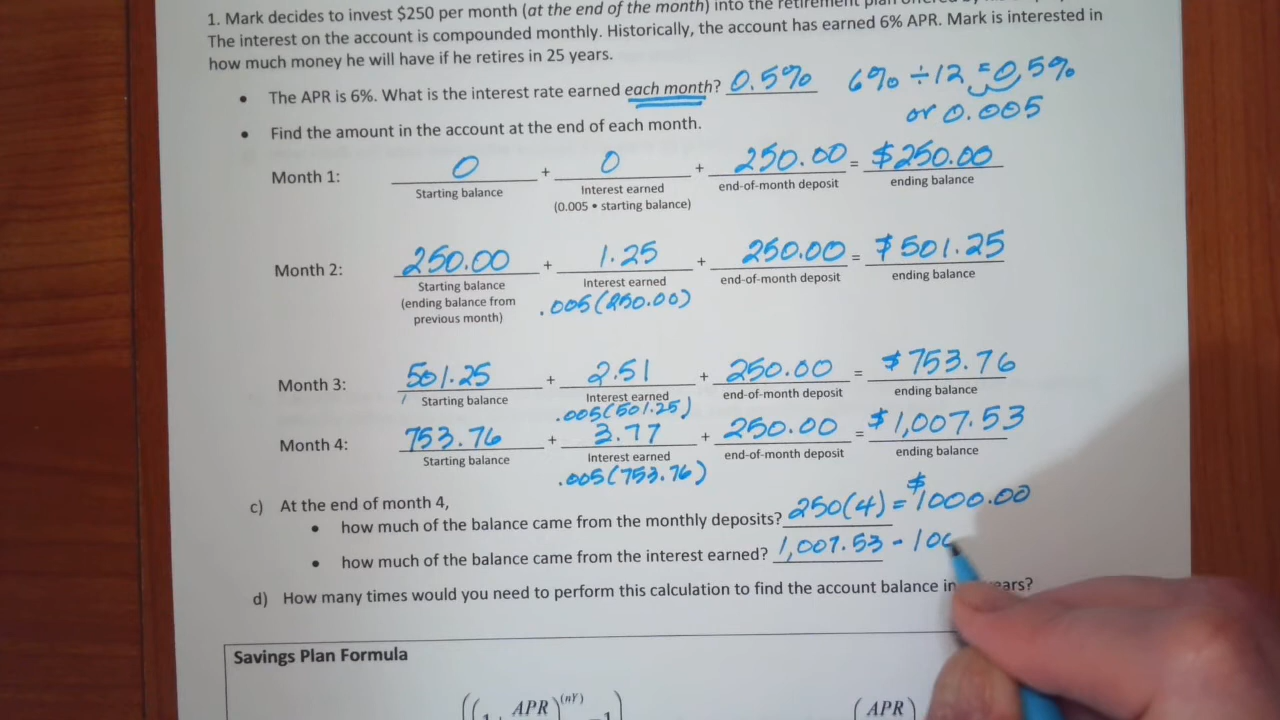 1. Mark decides to invest $250 per month (at the end of the month) into the retirement plan offered by
The interest on the account is compounded monthly. Historically, the account has earned 6% APR. Mark is interested in
how much money he will have if he retires in 25 years.
• The APR is 6%. What is the interest rate earned each month? 0.5% 6% ÷ 12 = 0.5%
or 0.005
• Find the amount in the account at the end of each month.
Month 1: 0 + 0 + 250.00 = $250.00
Starting balance Interest earned end-of-month deposit ending balance
(0.005 • starting balance)
Month 2: 250.00 + 1.25 + 250.00 = $501.25
Starting balance Interest earned end-of-month deposit ending balance
(ending balance from .005(250.00)
previous month)
Month 3: 501.25 + 2.51 + 250.00 = $753.76
Starting balance Interest earned end-of-month deposit ending balance
.005(501.25)
Month 4: 753.76 + 3.77 + 250.00 = $1,007.53
Starting balance Interest earned end-of-month deposit ending balance
.005(753.76)
c) At the end of month 4,
• how much of the balance came from the monthly deposits? 250(4) = $1000.00
• how much of the balance came from the interest earned? 1,007.53 - 100
d) How many times would you need to perform this calculation to find the account balance in years?
Savings Plan Formula
((1 + APR)^(nY) - 1) (APR)